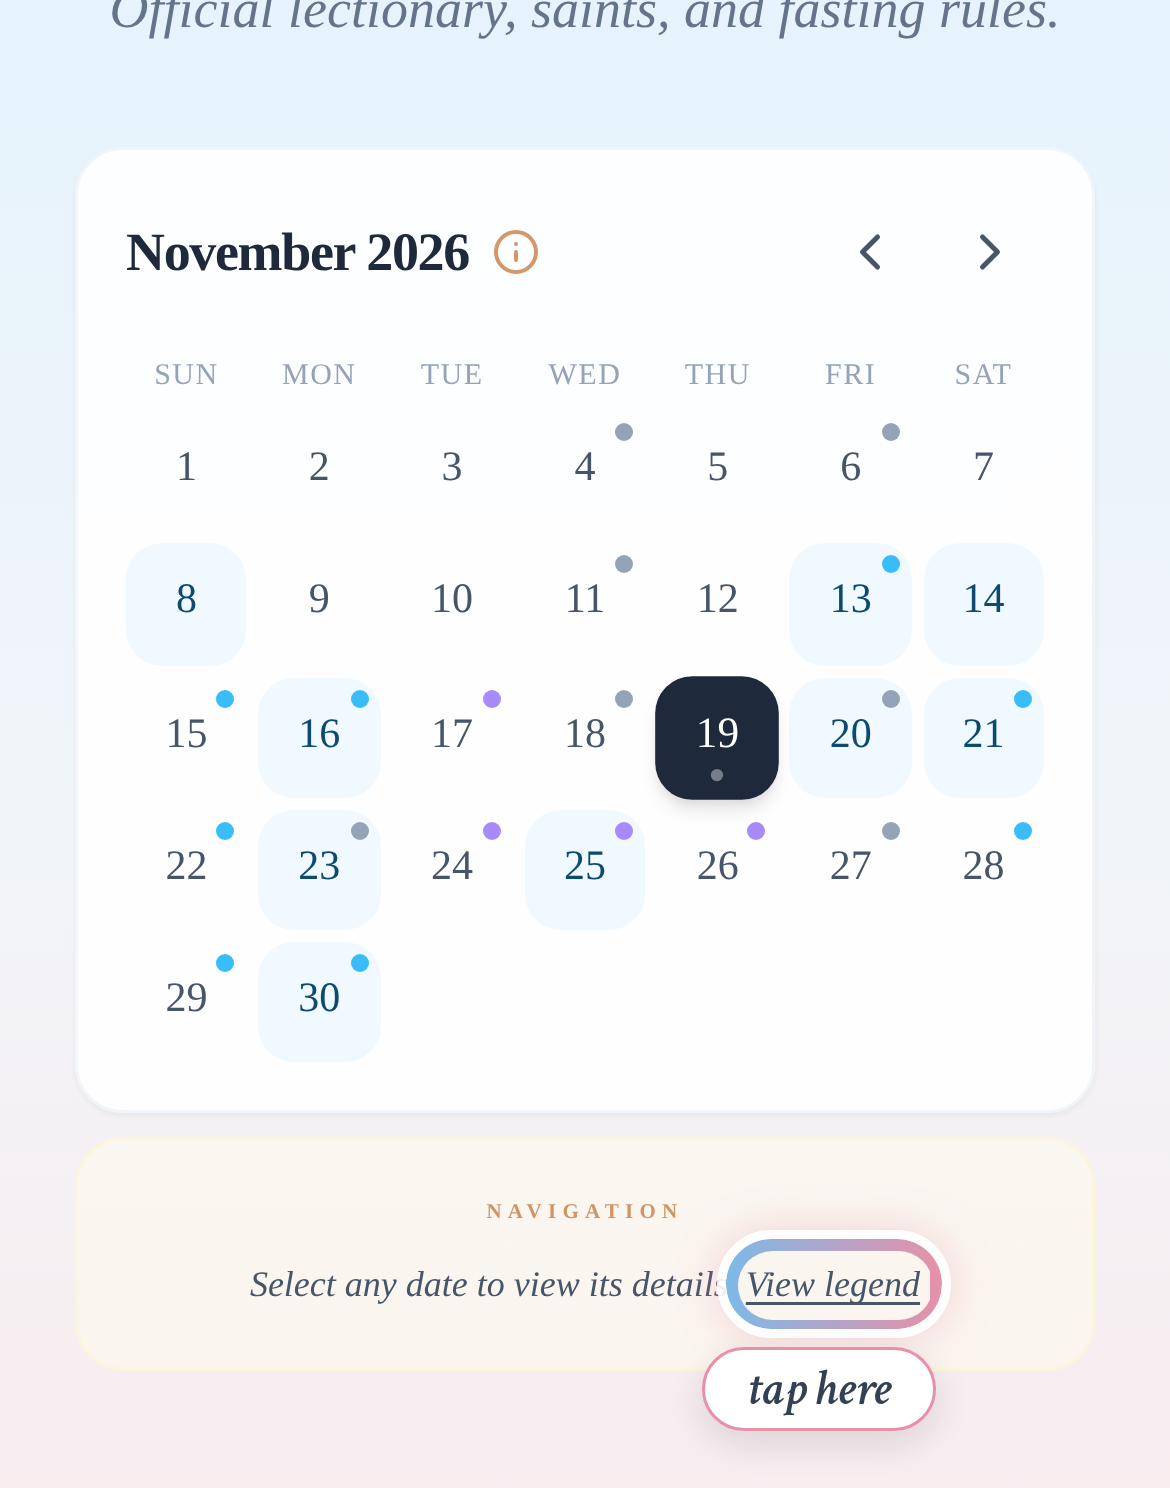 Official lectionary, saints, and fasting rules.
November 2026
SUN MON TUE WED THU FRI SAT
1 2 3 4 5 6 7
8 9 10 11 12 13 14
15 16 17 18 19 20 21
22 23 24 25 26 27 28
29 30
NAVIGATION
Select any date to view its details View legend
tap here